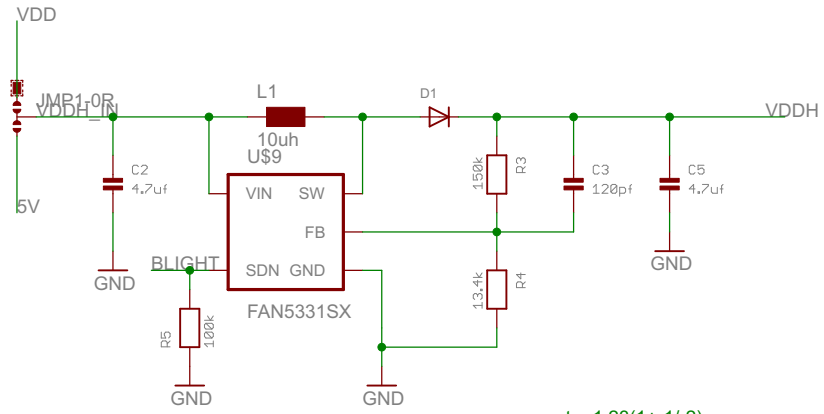 VDD
JMP1-0R
VDDH_IN
L1
D1
VDDH
10uh
U$9
C2
4.7uf
VIN
SW
150k
R3
C3
120pf
C5
4.7uf
5V
FB
BLIGHT
SDN
GND
GND
GND
13.4k
R4
FAN5331SX
R5
100k
GND
GND